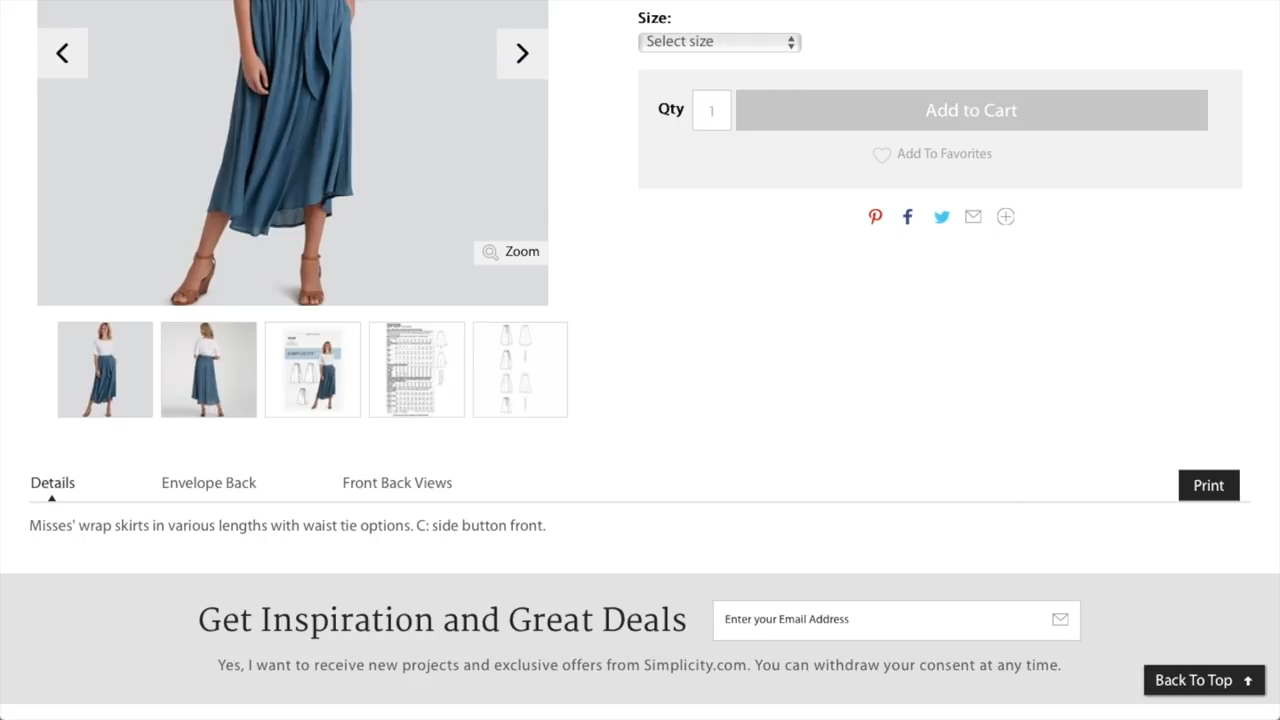 Size:
Select size
Qty
1
Add to Cart
Add To Favorites
Zoom
SIMPLICITY
Details
Envelope Back
Front Back Views
Print
Misses' wrap skirts in various lengths with waist tie options. C: side button front.
Get Inspiration and Great Deals
Enter your Email Address
Yes, I want to receive new projects and exclusive offers from Simplicity.com. You can withdraw your consent at any time.
Back To Top